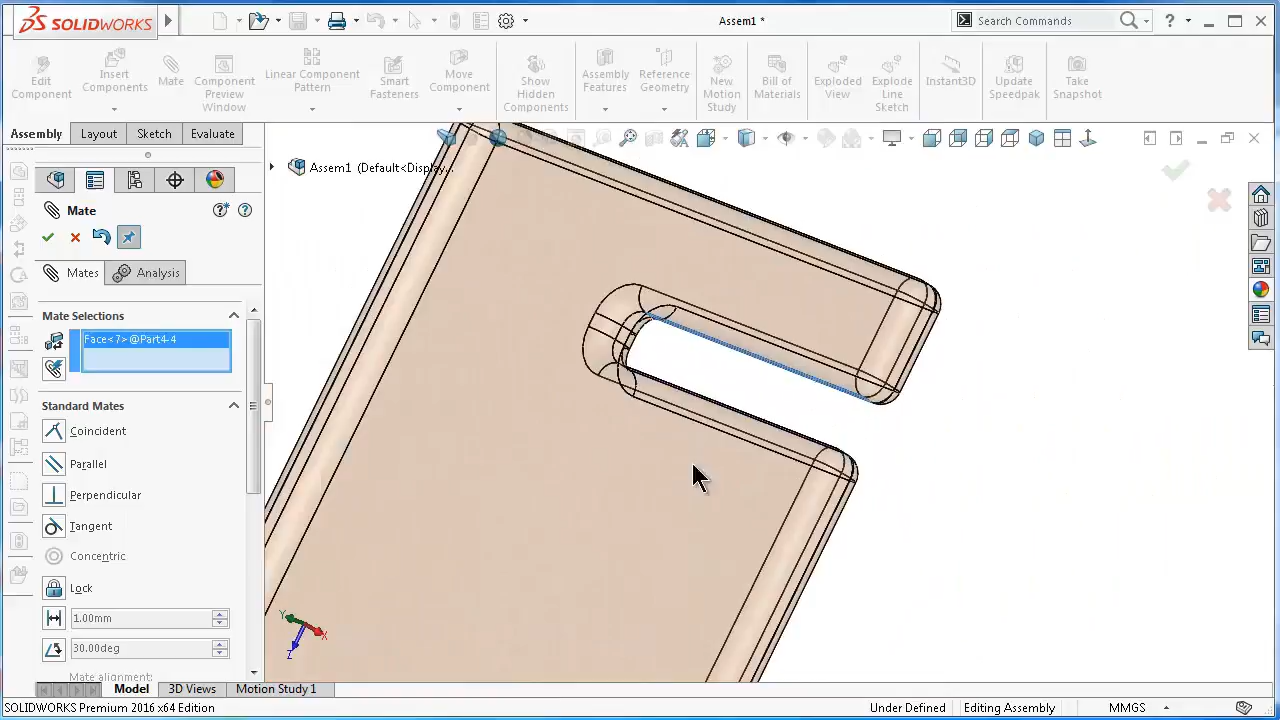 SOLIDWORKS
Assem1 *
Search Commands
Edit Component
Insert Components
Mate
Component Preview Window
Linear Component Pattern
Smart Fasteners
Move Component
Show Hidden Components
Assembly Features
Reference Geometry
New Motion Study
Bill of Materials
Exploded View
Explode Line Sketch
Instant3D
Update Speedpak
Take Snapshot
Assembly
Layout
Sketch
Evaluate
Assem1 (Default<Display...
Mate
Mates
Analysis
Mate Selections
Face<7>@Part4-4
Standard Mates
Coincident
Parallel
Perpendicular
Tangent
Concentric
Lock
1.00mm
30.00deg
Mate alignment:
Y
X
Z
Model
3D Views
Motion Study 1
SOLIDWORKS Premium 2016 x64 Edition
Under Defined
Editing Assembly
MMGS